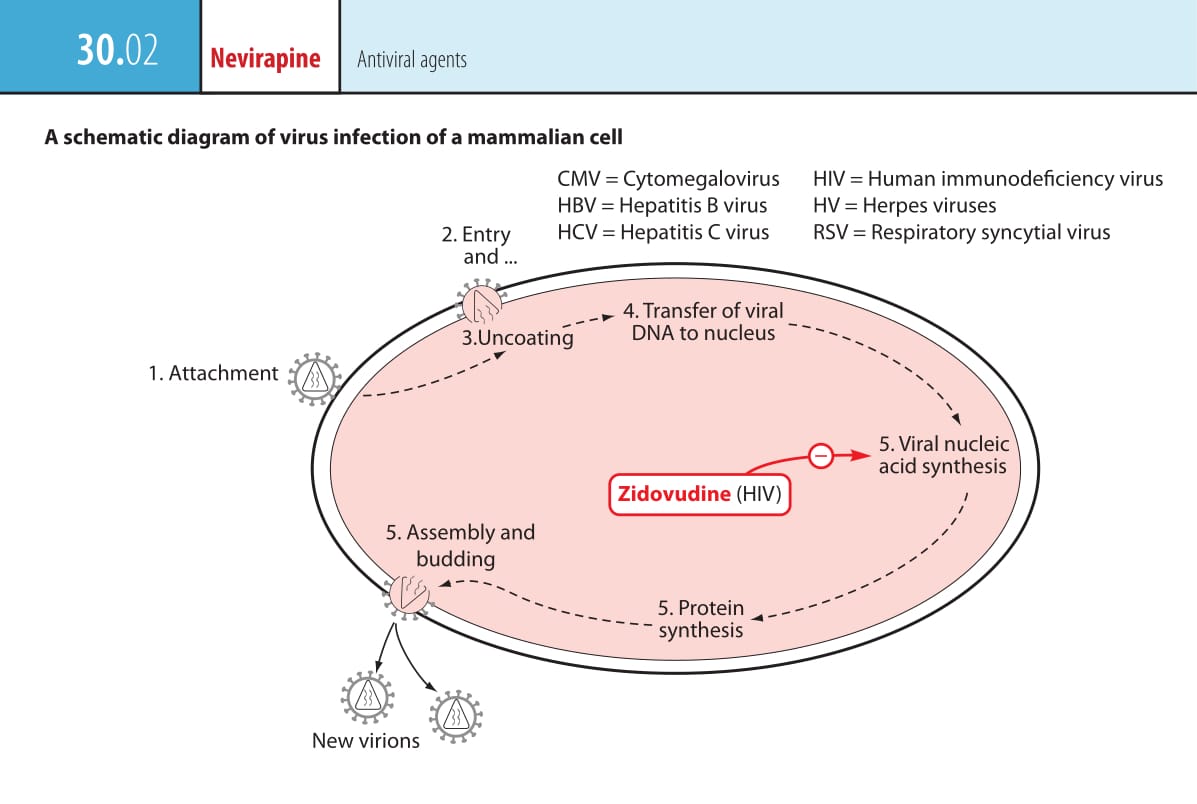 30.02
Nevirapine
Antiviral agents
A schematic diagram of virus infection of a mammalian cell
CMV = Cytomegalovirus
HBV = Hepatitis B virus
HCV = Hepatitis C virus
HIV = Human immunodeficiency virus
HV = Herpes viruses
RSV = Respiratory syncytial virus
2. Entry
and ...
3.Uncoating
4. Transfer of viral
DNA to nucleus
1. Attachment
5. Viral nucleic
acid synthesis
−
Zidovudine (HIV)
5. Assembly and
budding
5. Protein
synthesis
New virions